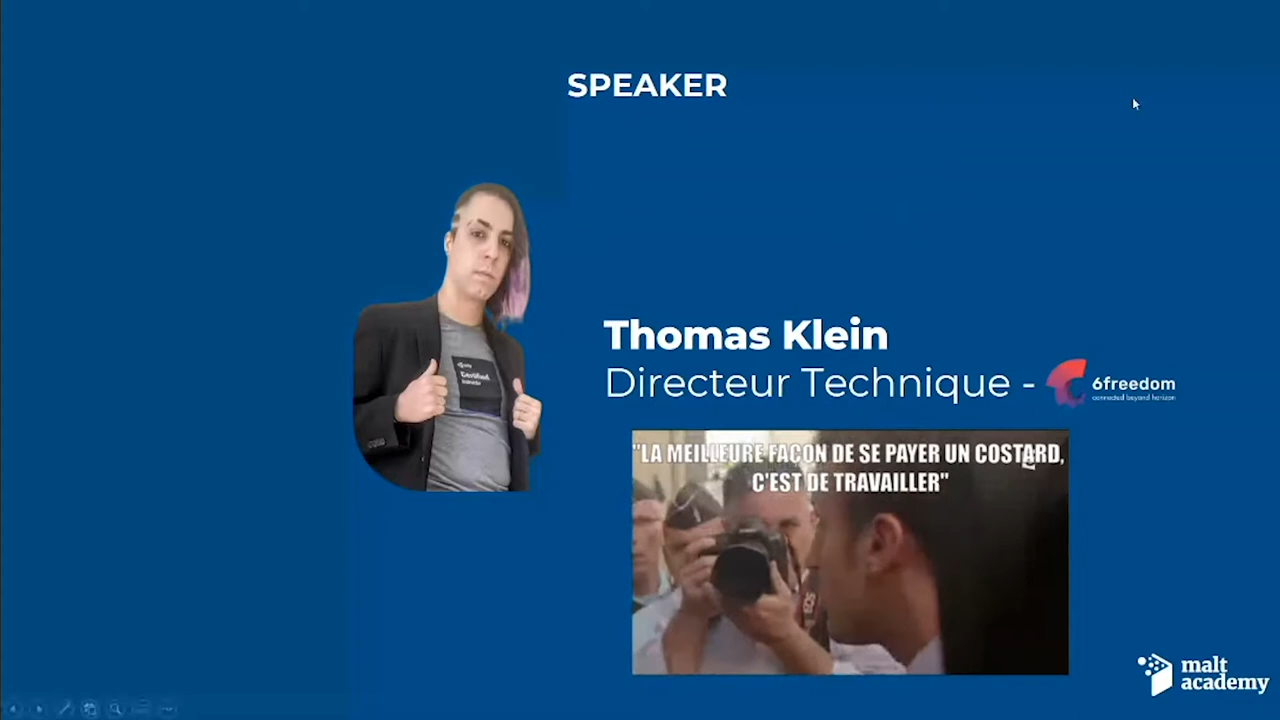 SPEAKER
Thomas Klein
Directeur Technique -
6freedom
connected beyond horizon
Certified
"LA MEILLEURE FAÇON DE SE PAYER UN COSTARD,
C'EST DE TRAVAILLER"
malt
academy